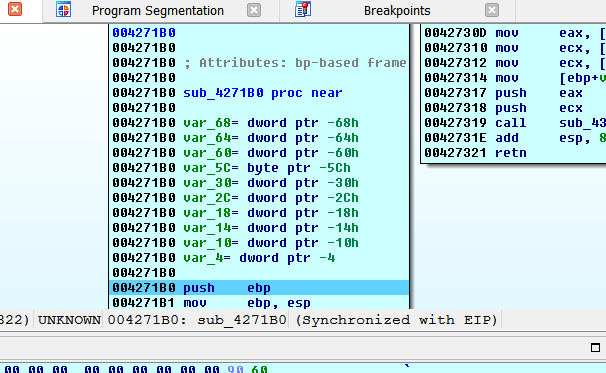 Program Segmentation
Breakpoints
004271B0
004271B0
004271B0 ; Attributes: bp-based frame
004271B0
004271B0 sub_4271B0 proc near
004271B0
004271B0 var_68= dword ptr -68h
004271B0 var_64= dword ptr -64h
004271B0 var_60= dword ptr -60h
004271B0 var_5C= byte ptr -5Ch
004271B0 var_30= dword ptr -30h
004271B0 var_2C= dword ptr -2Ch
004271B0 var_18= dword ptr -18h
004271B0 var_14= dword ptr -14h
004271B0 var_10= dword ptr -10h
004271B0 var_4= dword ptr -4
004271B0
004271B0 push ebp
004271B1 mov ebp, esp
0042730D mov eax, [
00427310 mov ecx, [
00427312 mov ecx, [
00427314 mov [ebp+v
00427317 push eax
00427318 push ecx
00427319 call sub_43
0042731E add esp, 8
00427321 retn
322) UNKNOWN 004271B0: sub_4271B0 (Synchronized with EIP)
00 00 00 00 00 00 00 00 90 60